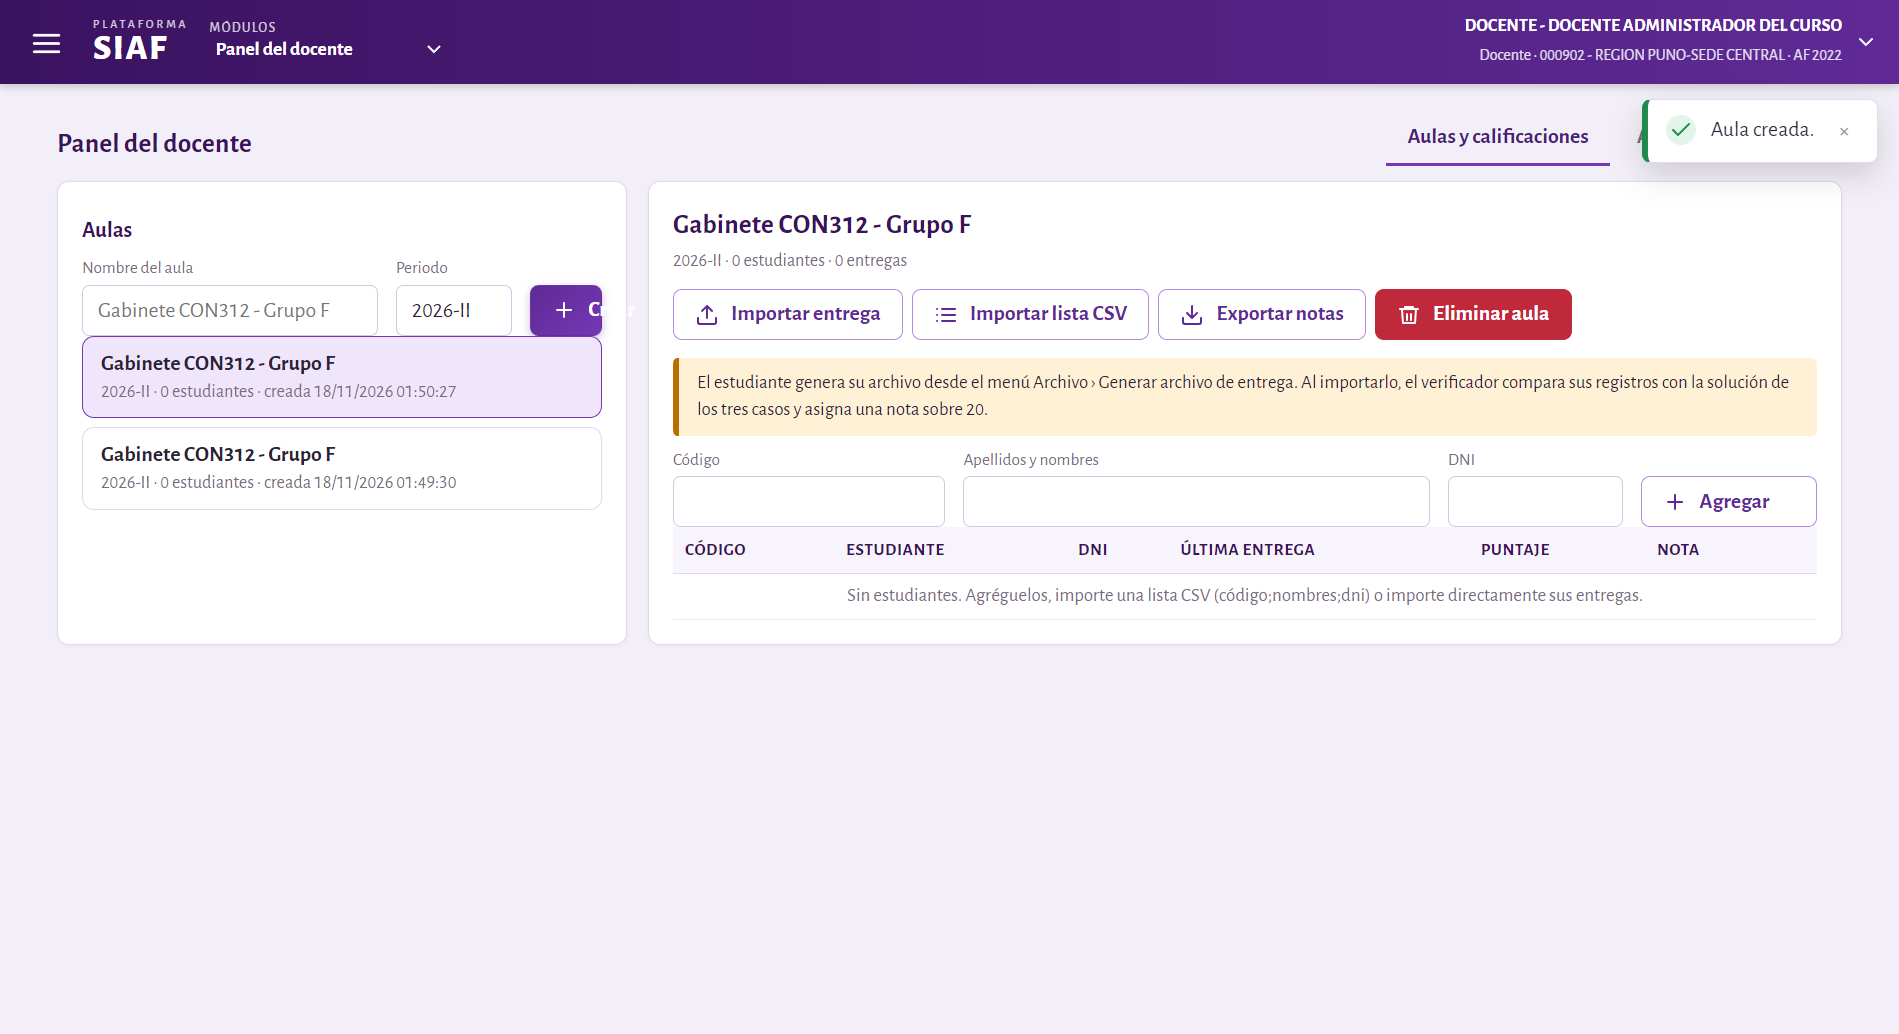 PLATAFORMA
SIAF
MÓDULOS
Panel del docente
DOCENTE - DOCENTE ADMINISTRADOR DEL CURSO
Docente · 000902 - REGION PUNO-SEDE CENTRAL · AF 2022
Panel del docente
Aulas y calificaciones
Aula creada.
Aulas
Nombre del aula
Periodo
Gabinete CON312 - Grupo F
2026-II
Crear
Gabinete CON312 - Grupo F
2026-II · 0 estudiantes · creada 18/11/2026 01:50:27
Gabinete CON312 - Grupo F
2026-II · 0 estudiantes · creada 18/11/2026 01:49:30
Gabinete CON312 - Grupo F
2026-II · 0 estudiantes · 0 entregas
Importar entrega
Importar lista CSV
Exportar notas
Eliminar aula
El estudiante genera su archivo desde el menú Archivo › Generar archivo de entrega. Al importarlo, el verificador compara sus registros con la solución de
los tres casos y asigna una nota sobre 20.
Código
Apellidos y nombres
DNI
Agregar
CÓDIGO ESTUDIANTE DNI ÚLTIMA ENTREGA PUNTAJE NOTA
Sin estudiantes. Agréguelos, importe una lista CSV (código;nombres;dni) o importe directamente sus entregas.